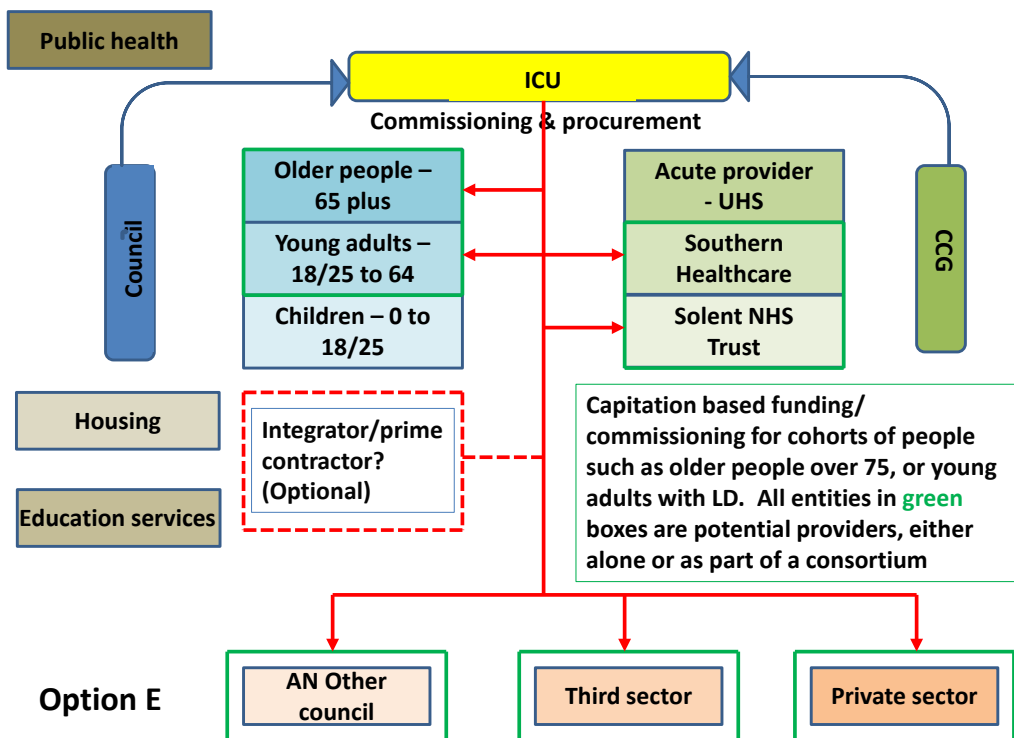 Public health
ICU
Commissioning & procurement
Council
CCG
Older people –
65 plus
Young adults –
18/25 to 64
Children – 0 to
18/25
Acute provider
- UHS
Southern
Healthcare
Solent NHS
Trust
Housing
Education services
Integrator/prime
contractor?
(Optional)
Capitation based funding/
commissioning for cohorts of people
such as older people over 75, or young
adults with LD.  All entities in green
boxes are potential providers, either
alone or as part of a consortium
Option E
AN Other
council
Third sector
Private sector